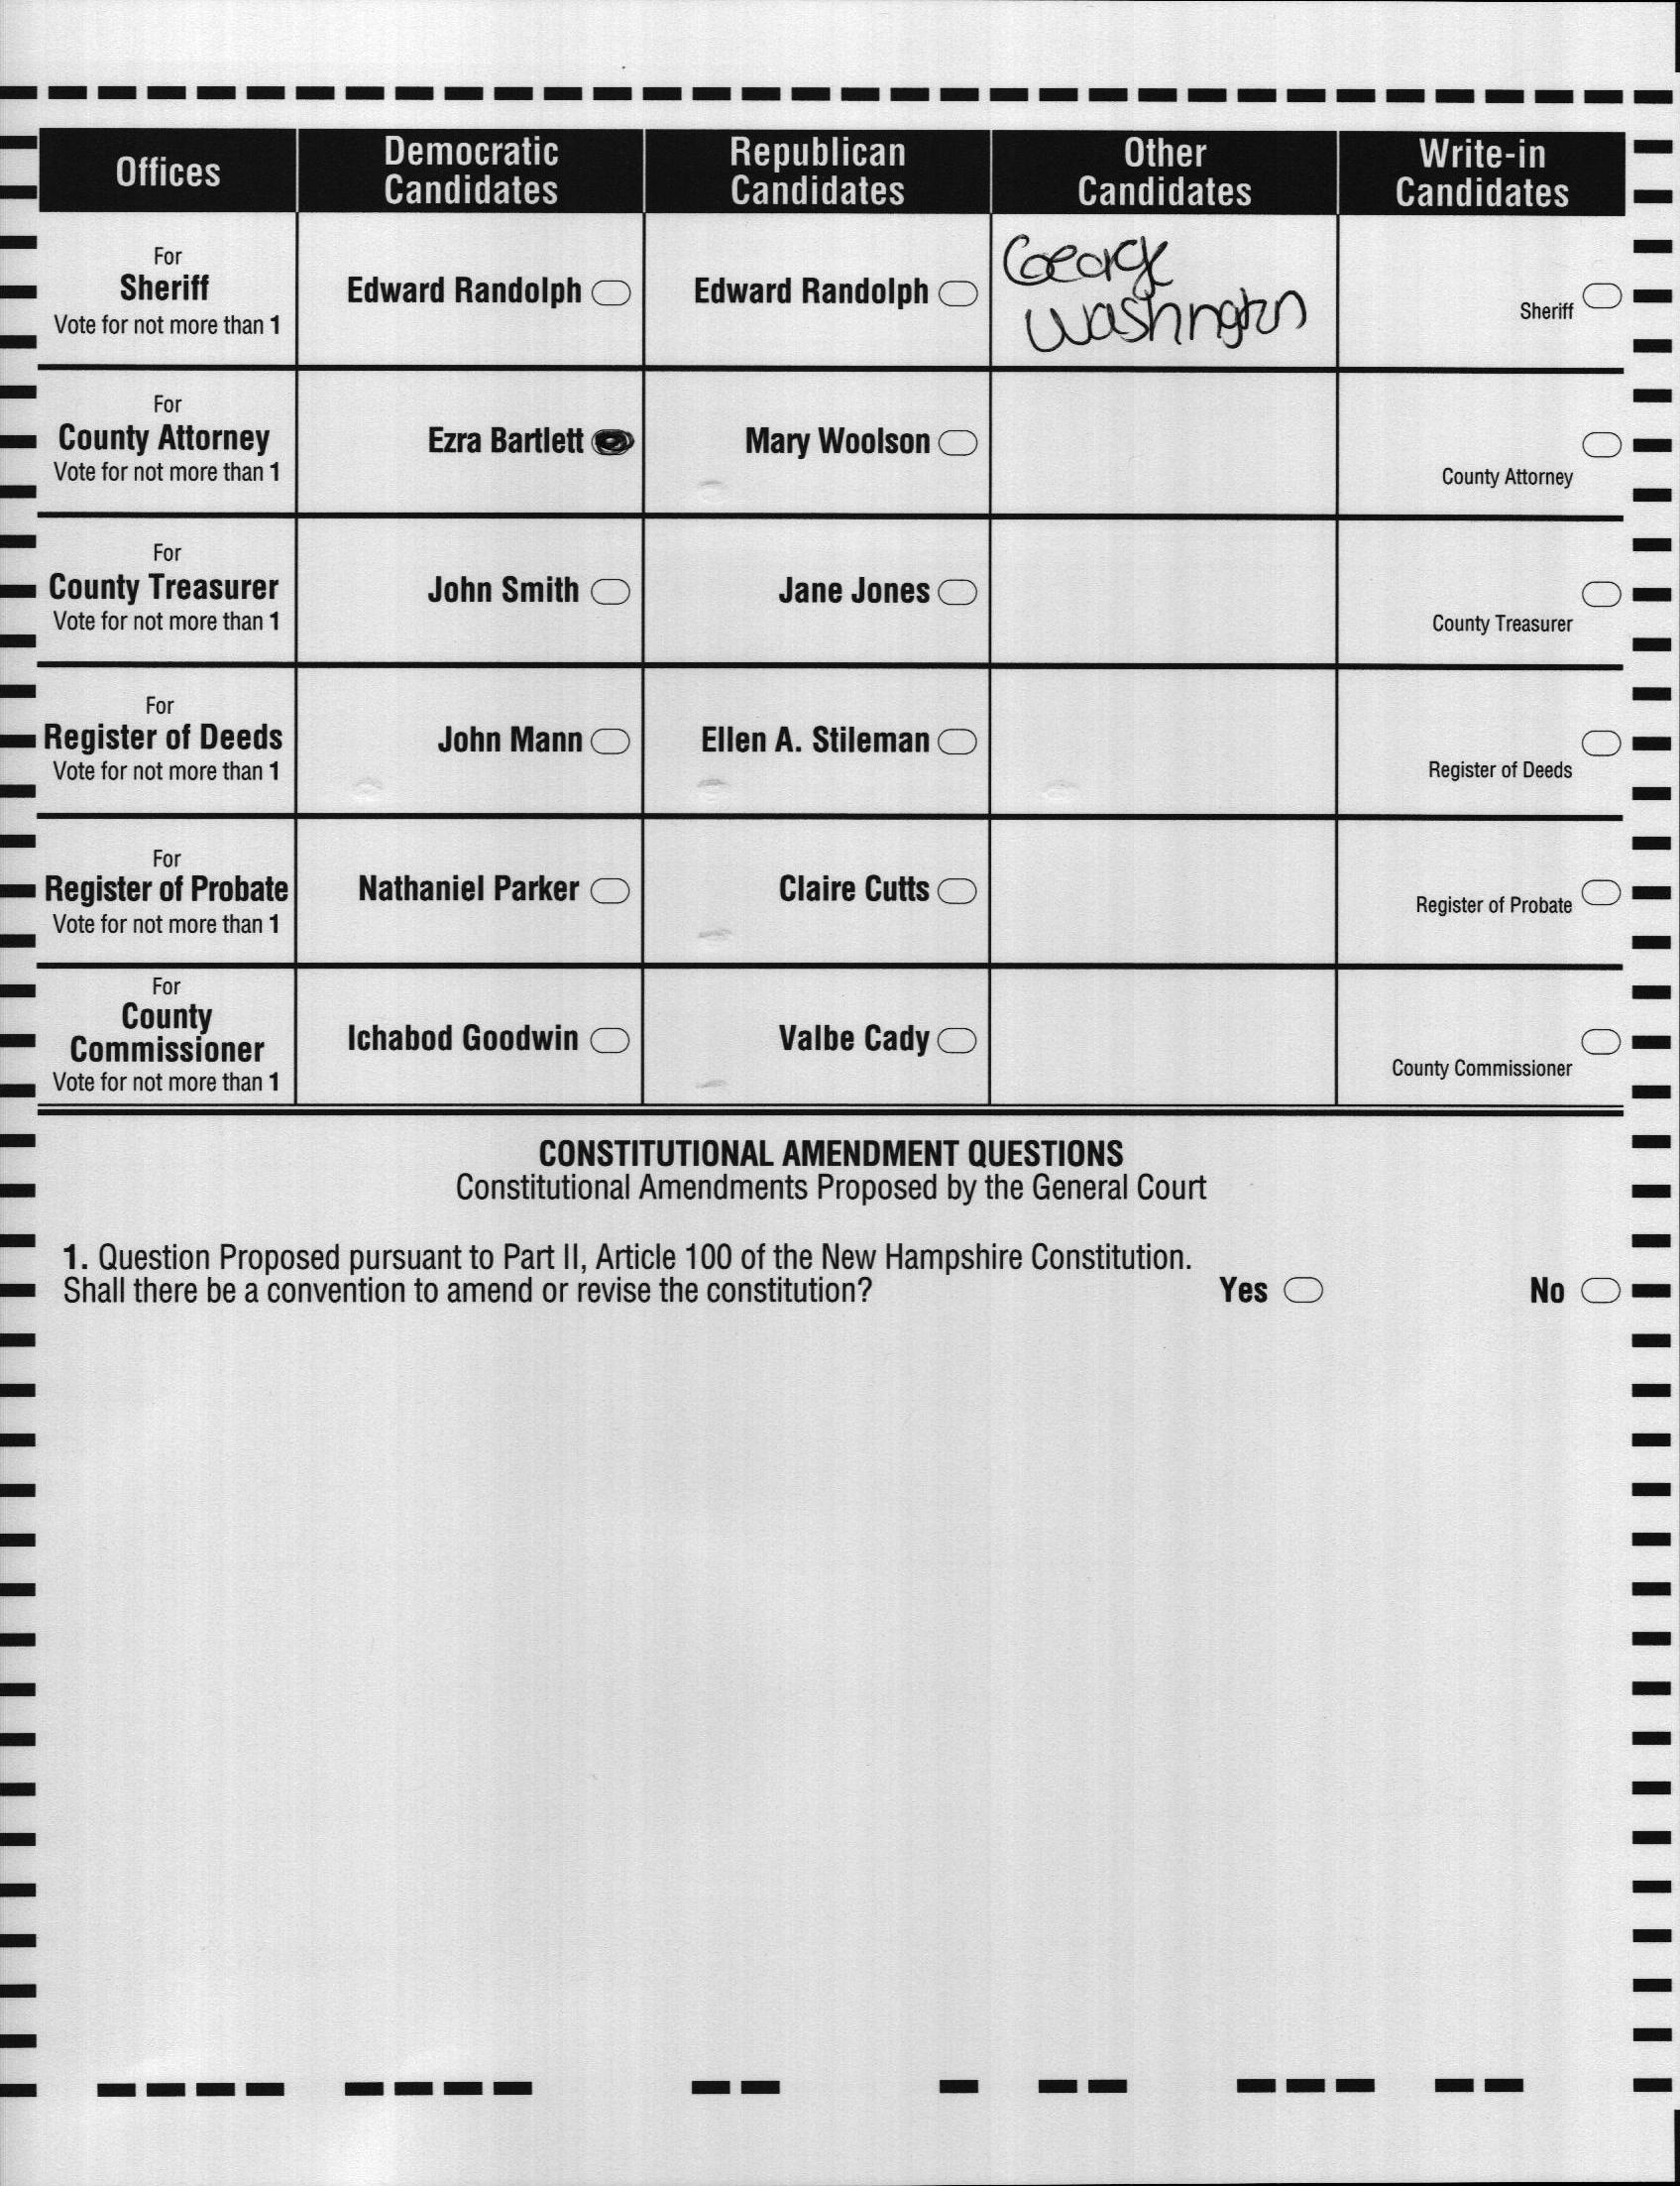 Offices
Democratic
Candidates
Republican
Candidates
Other
Candidates
Write-in
Candidates
For
Sheriff
Vote for not more than 1
Edward Randolph
Edward Randolph
George
Washington
Sheriff
For
County Attorney
Vote for not more than 1
Ezra Bartlett
Mary Woolson
County Attorney
For
County Treasurer
Vote for not more than 1
John Smith
Jane Jones
County Treasurer
For
Register of Deeds
Vote for not more than 1
John Mann
Ellen A. Stileman
Register of Deeds
For
Register of Probate
Vote for not more than 1
Nathaniel Parker
Claire Cutts
Register of Probate
For
County
Commissioner
Vote for not more than 1
Ichabod Goodwin
Valbe Cady
County Commissioner
CONSTITUTIONAL AMENDMENT QUESTIONS
Constitutional Amendments Proposed by the General Court
1. Question Proposed pursuant to Part II, Article 100 of the New Hampshire Constitution.
Shall there be a convention to amend or revise the constitution?
Yes
No